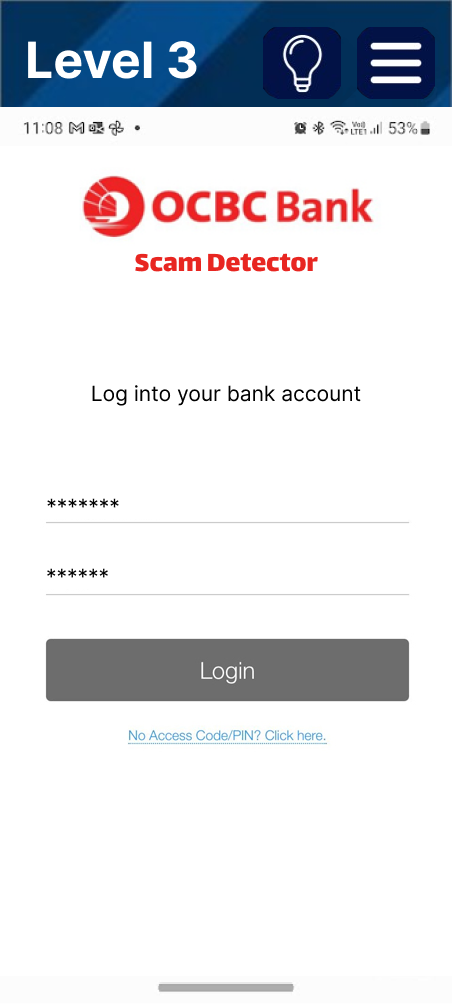 Level 3
11:08 53%
OCBC Bank
Scam Detector
Log into your bank account
*******
******
Login
No Access Code/PIN? Click here.